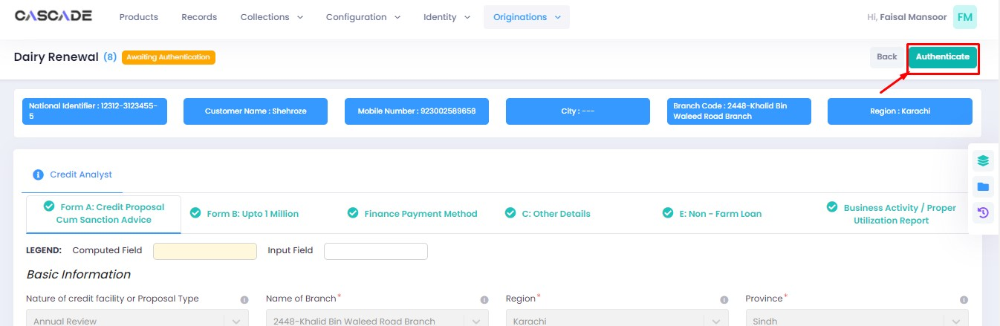 CASCADE Products Records Collections Configuration Identity Originations Hi, Faisal Mansoor FM
Dairy Renewal (8) Awaiting Authentication Back Authenticate
National Identifier : 12312-3123455-
5
Customer Name : Shehroze
Mobile Number : 923002589658
City : ---
Branch Code : 2448-Khalid Bin
Waleed Road Branch
Region : Karachi
Credit Analyst
Form A: Credit Proposal
Cum Sanction Advice
Form B: Upto 1 Million
Finance Payment Method
C: Other Details
E: Non - Farm Loan
Business Activity / Proper
Utilization Report
LEGEND: Computed Field Input Field
Basic Information
Nature of credit facility or Proposal Type Name of Branch* Region* Province*
Annual Review 2448-Khalid Bin Waleed Road Branch Karachi Sindh